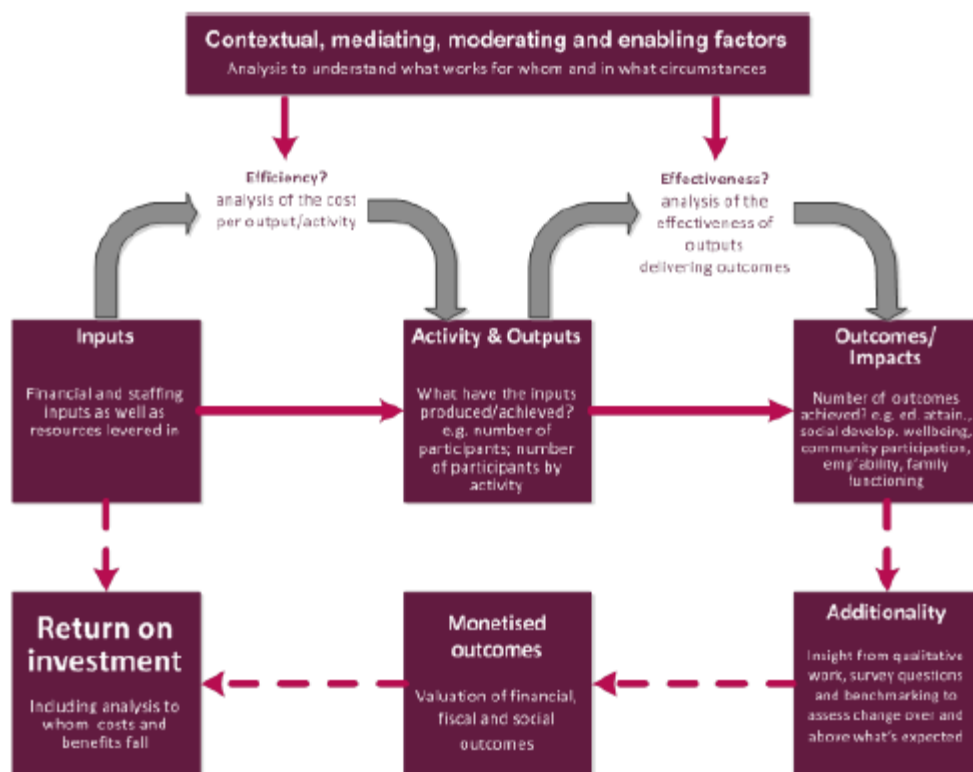 Contextual, mediating, moderating and enabling factors
Analysis to understand what works for whom and in what circumstances
Efficiency?
analysis of the cost
per output/activity
Effectiveness?
analysis of the
effectiveness of
outputs
delivering outcomes
Inputs
Financial and staffing
inputs as well as
resources levered in
Activity & Outputs
What have the inputs
produced/achieved?
e.g. number of
participants; number
of participants by
activity
Outcomes/
Impacts
Number of outcomes
achieved? e.g. ed. attain.,
social develop. wellbeing,
community participation,
emp'ability, family
functioning
Return on
investment
Including analysis to
whom costs and
benefits fall
Monetised
outcomes
Valuation of financial,
fiscal and social
outcomes
Additionality
Insight from qualitative
work, survey questions
and benchmarking to
assess change over and
above what's expected